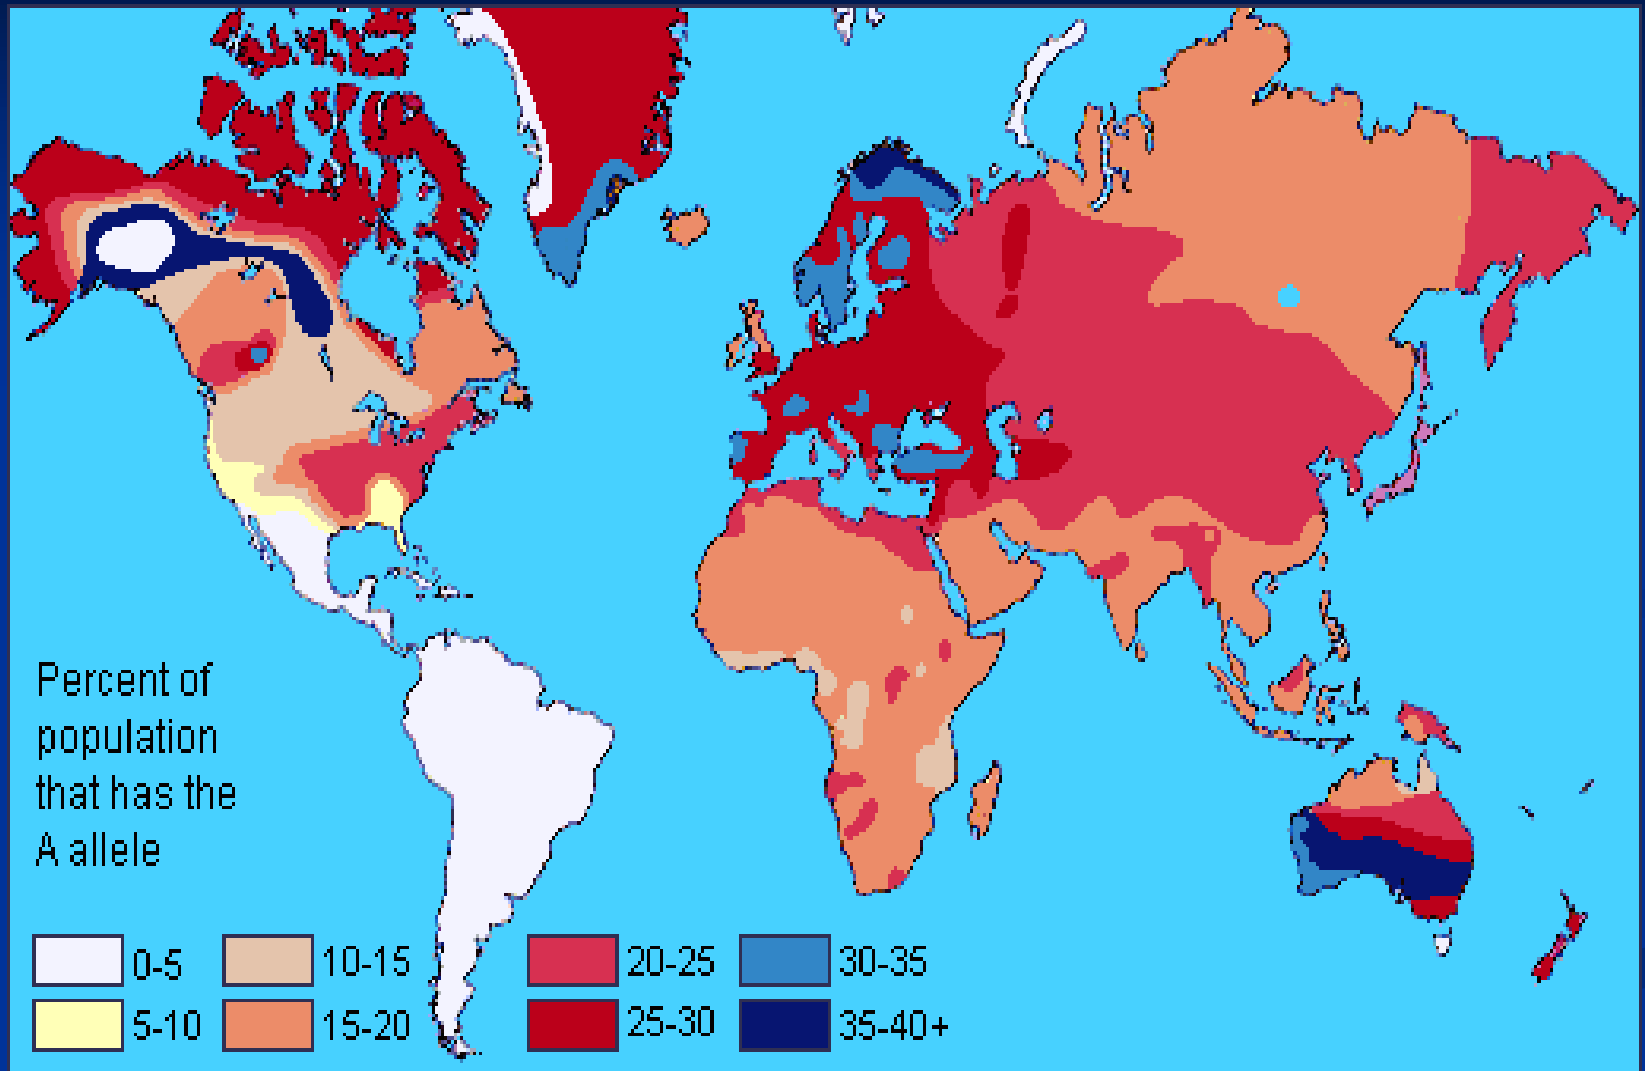 Percent of
population
that has the
A allele
0-5
10-15
20-25
30-35
5-10
15-20
25-30
35-40+